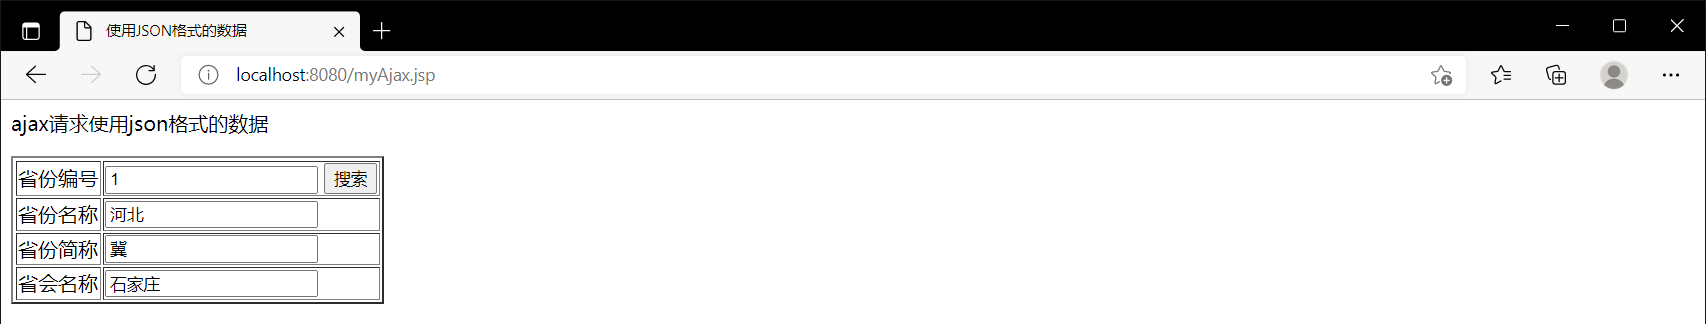 使用JSON格式的数据
localhost:8080/myAjax.jsp
ajax请求使用json格式的数据
省份编号 1 搜索
省份名称 河北
省份简称 冀
省会名称 石家庄